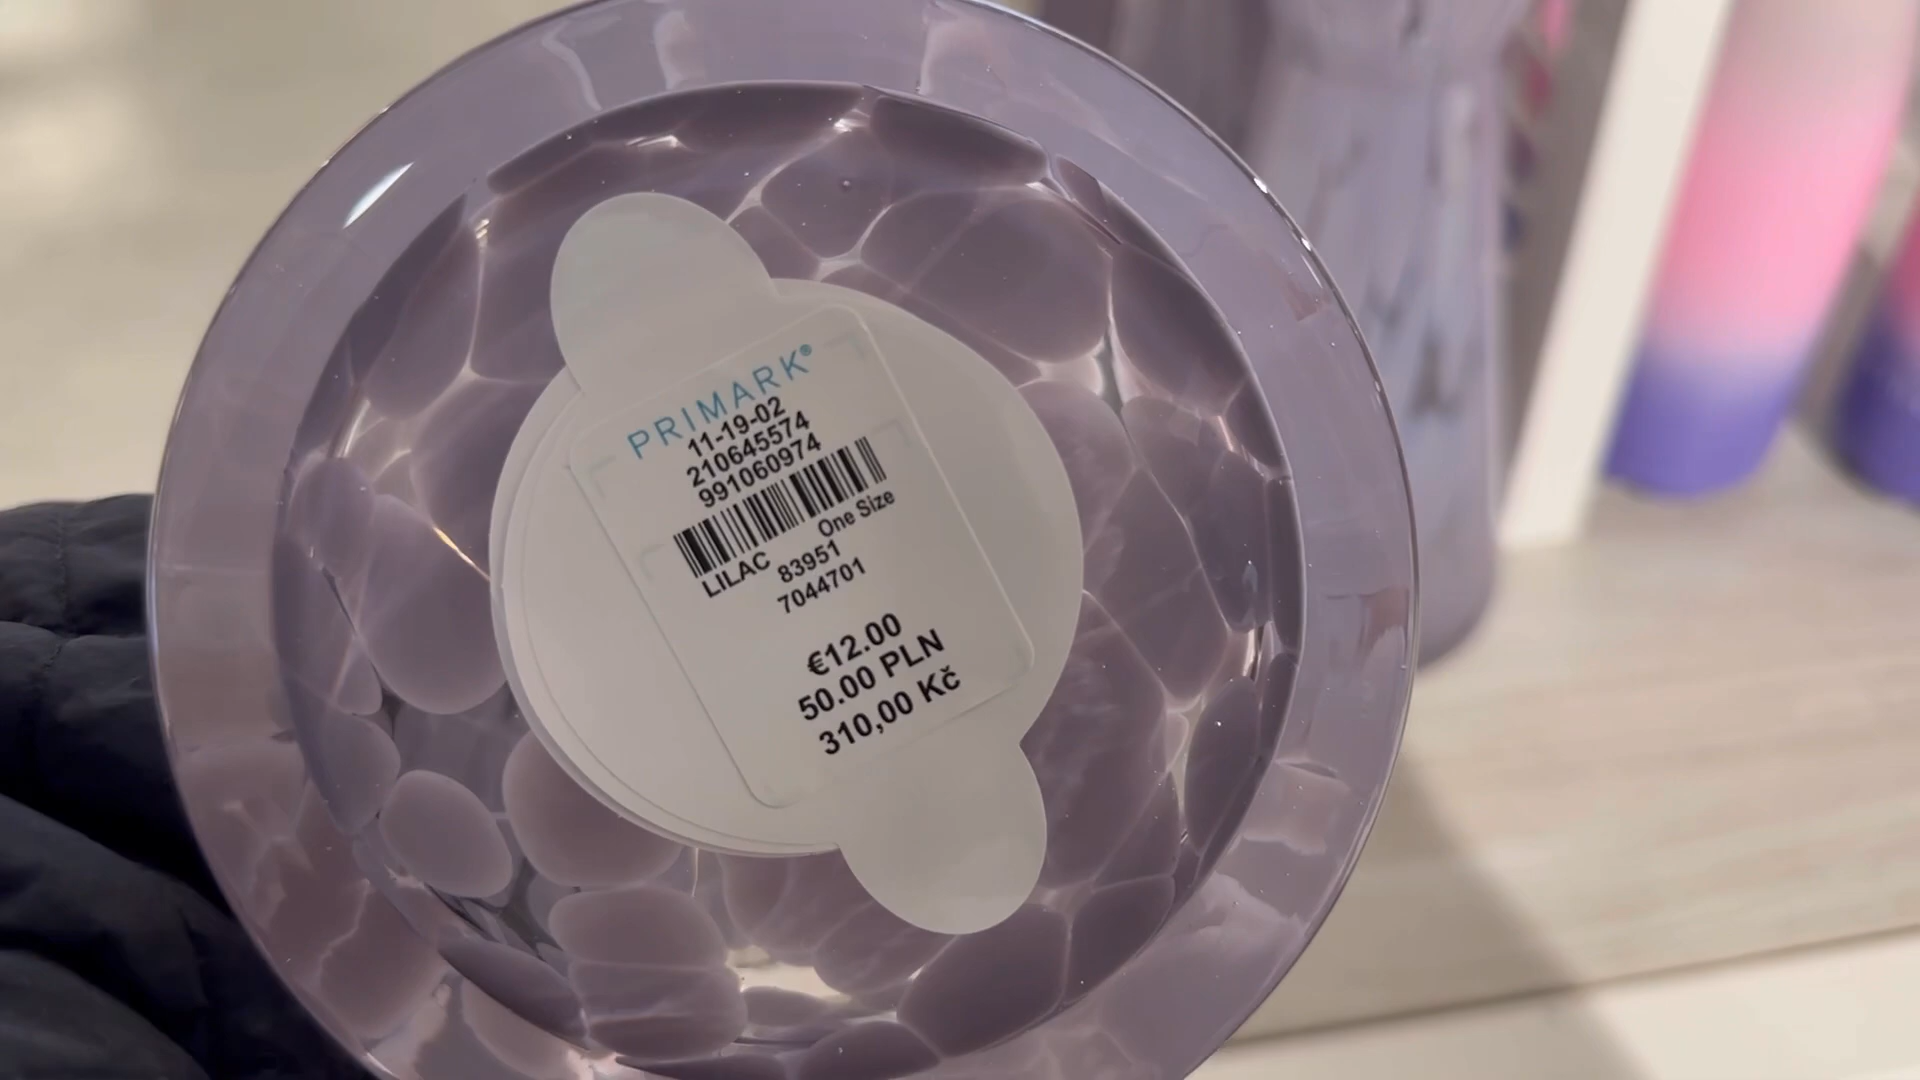 PRIMARK®
11-19-02
210645574
991060974
LILAC One Size
83951
7044701
€12.00
50.00 PLN
310,00 Kč